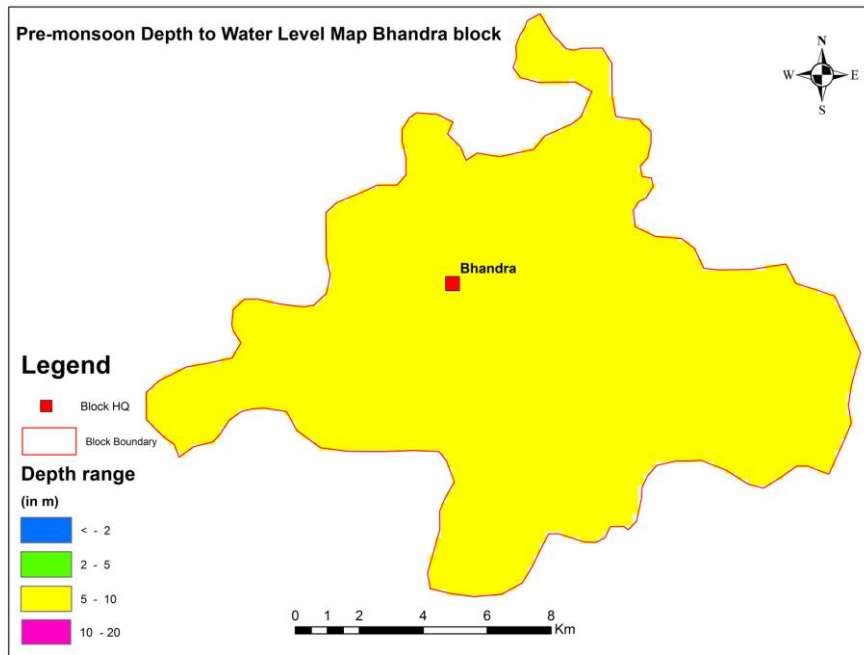 Pre-monsoon Depth to Water Level Map Bhandra block
N
W E
S
Bhandra
Legend
Block HQ
Block Boundary
Depth range
(in m)
< - 2
2 - 5
5 - 10
10 - 20
0 1 2 4 6 8
Km